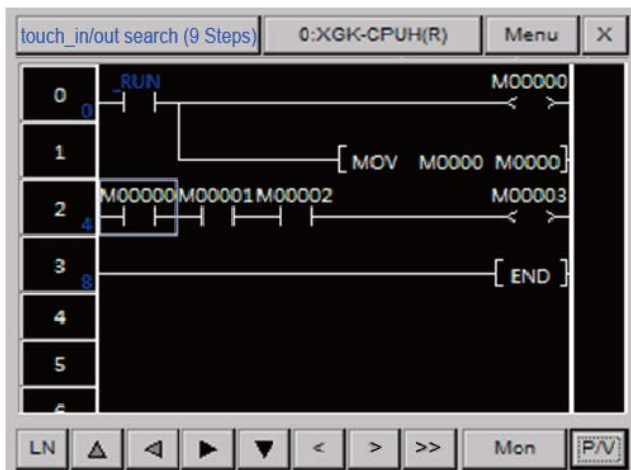 touch_in/out search (9 Steps) 0:XGK-CPUH(R) Menu X
0 0 _RUN M00000
1 MOV M0000 M0000
2 4 M00000 M00001 M00002 M00003
3 8 END
4
5
6
LN < > >> Mon P/V